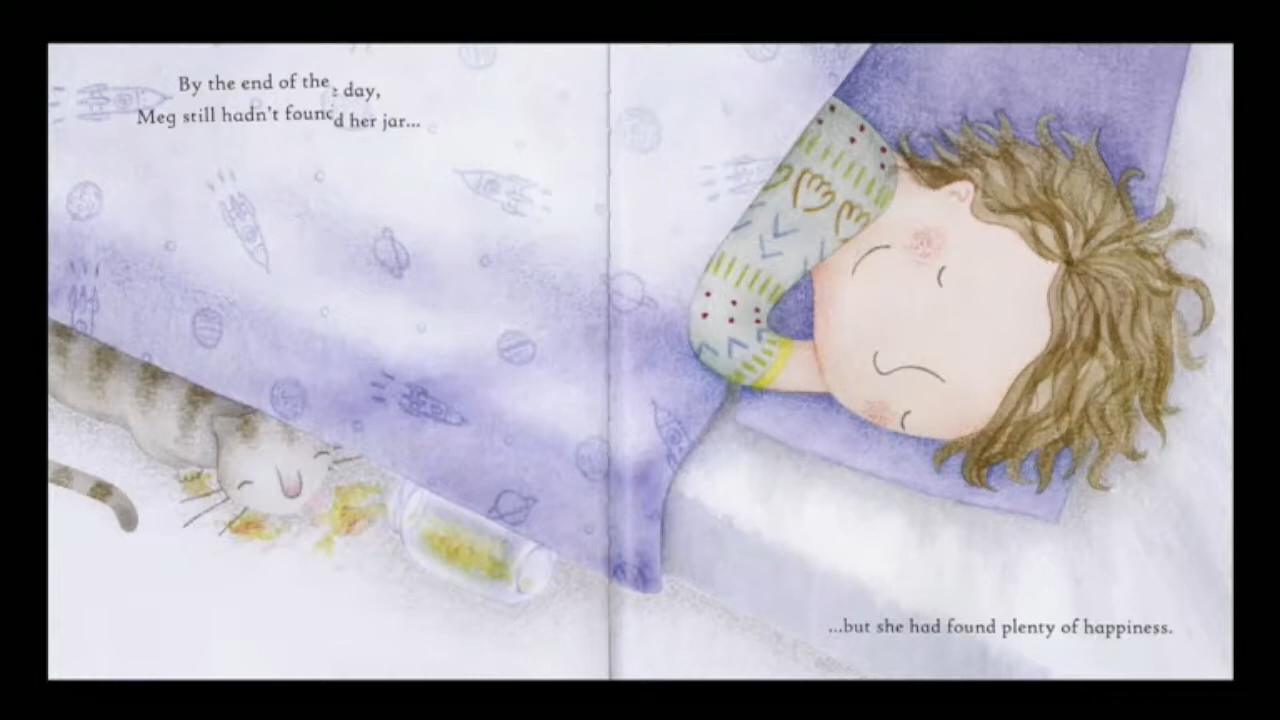 By the end of the day,
Meg still hadn't found her jar...
...but she had found plenty of happiness.